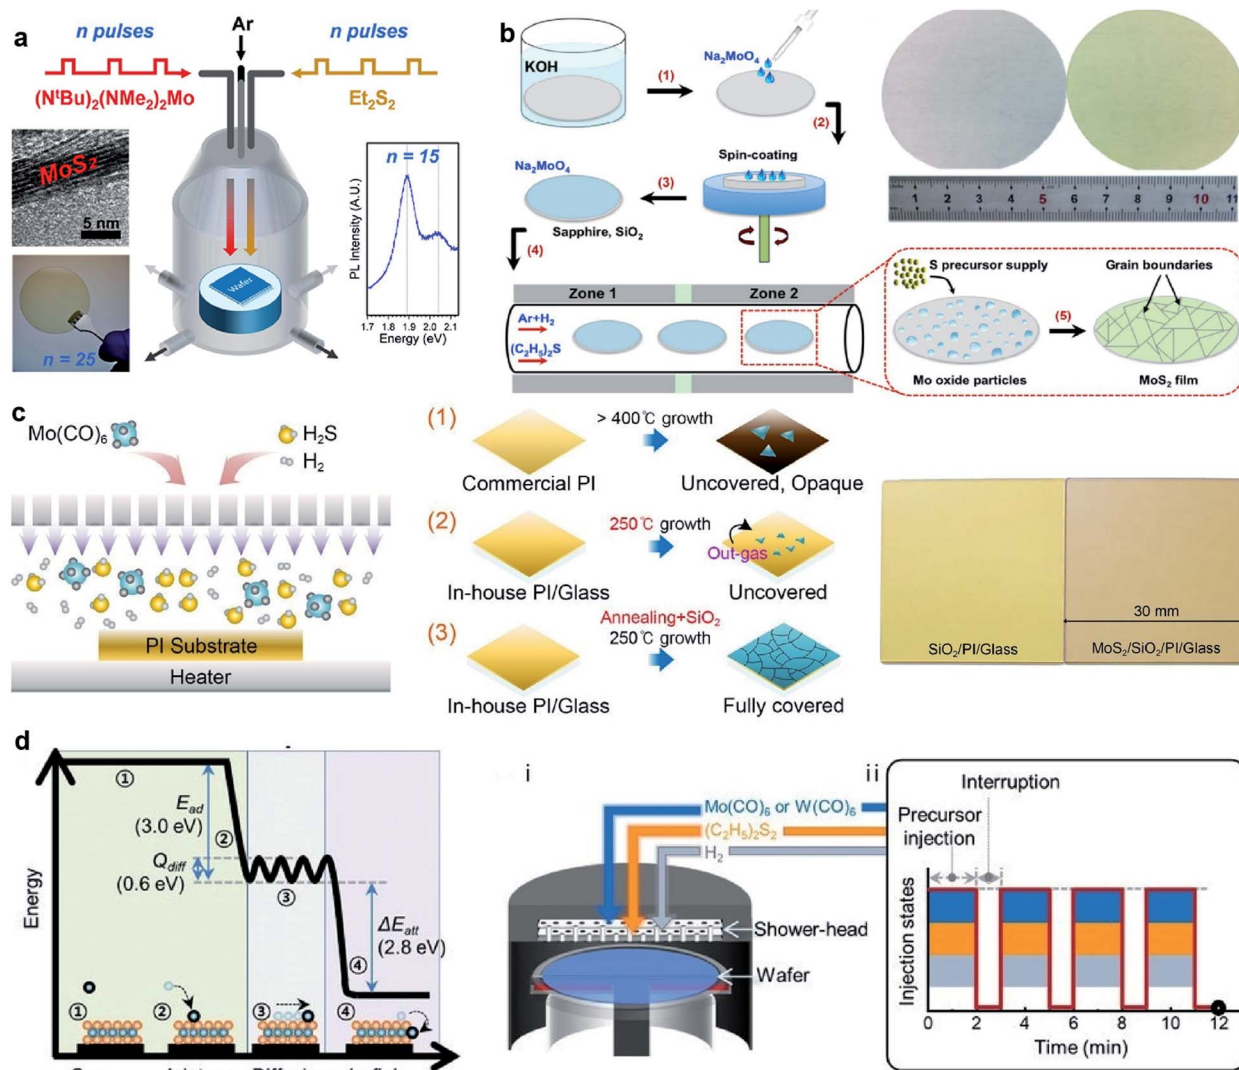 a
n pulses
Ar
n pulses
(NᵗBu)₂(NMe₂)₂Mo
Et₂S₂
MoS₂
5 nm
n = 25
Wafer
n = 15
PL Intensity (A.U.)
1.7 1.8 1.9 2.0 2.1
Energy (eV)
b
KOH
(1)
Na₂MoO₄
(2)
Spin-coating
(3)
Na₂MoO₄
Sapphire, SiO₂
(4)
Zone 1
Zone 2
Ar+H₂
(C₂H₅)₂S
1 2 3 4 5 6 7 8 9 10 11
S precursor supply
Grain boundaries
(5)
Mo oxide particles
MoS₂ film
c
Mo(CO)₆
H₂S
H₂
PI Substrate
Heater
(1)
> 400℃ growth
Commercial PI
Uncovered, Opaque
(2)
250℃ growth
Out-gas
In-house PI/Glass
Uncovered
(3)
Annealing+SiO₂
250℃ growth
In-house PI/Glass
Fully covered
30 mm
SiO₂/PI/Glass
MoS₂/SiO₂/PI/Glass
d
Energy
①
E_ad
(3.0 eV)
②
Q_diff
(0.6 eV)
③
ΔE_att
(2.8 eV)
④
① ② ③ ④
i
Mo(CO)₆ or W(CO)₆
(C₂H₅)₂S₂
H₂
Shower-head
Wafer
ii
Interruption
Precursor
injection
Injection states
0 2 4 6 8 10 12
Time (min)